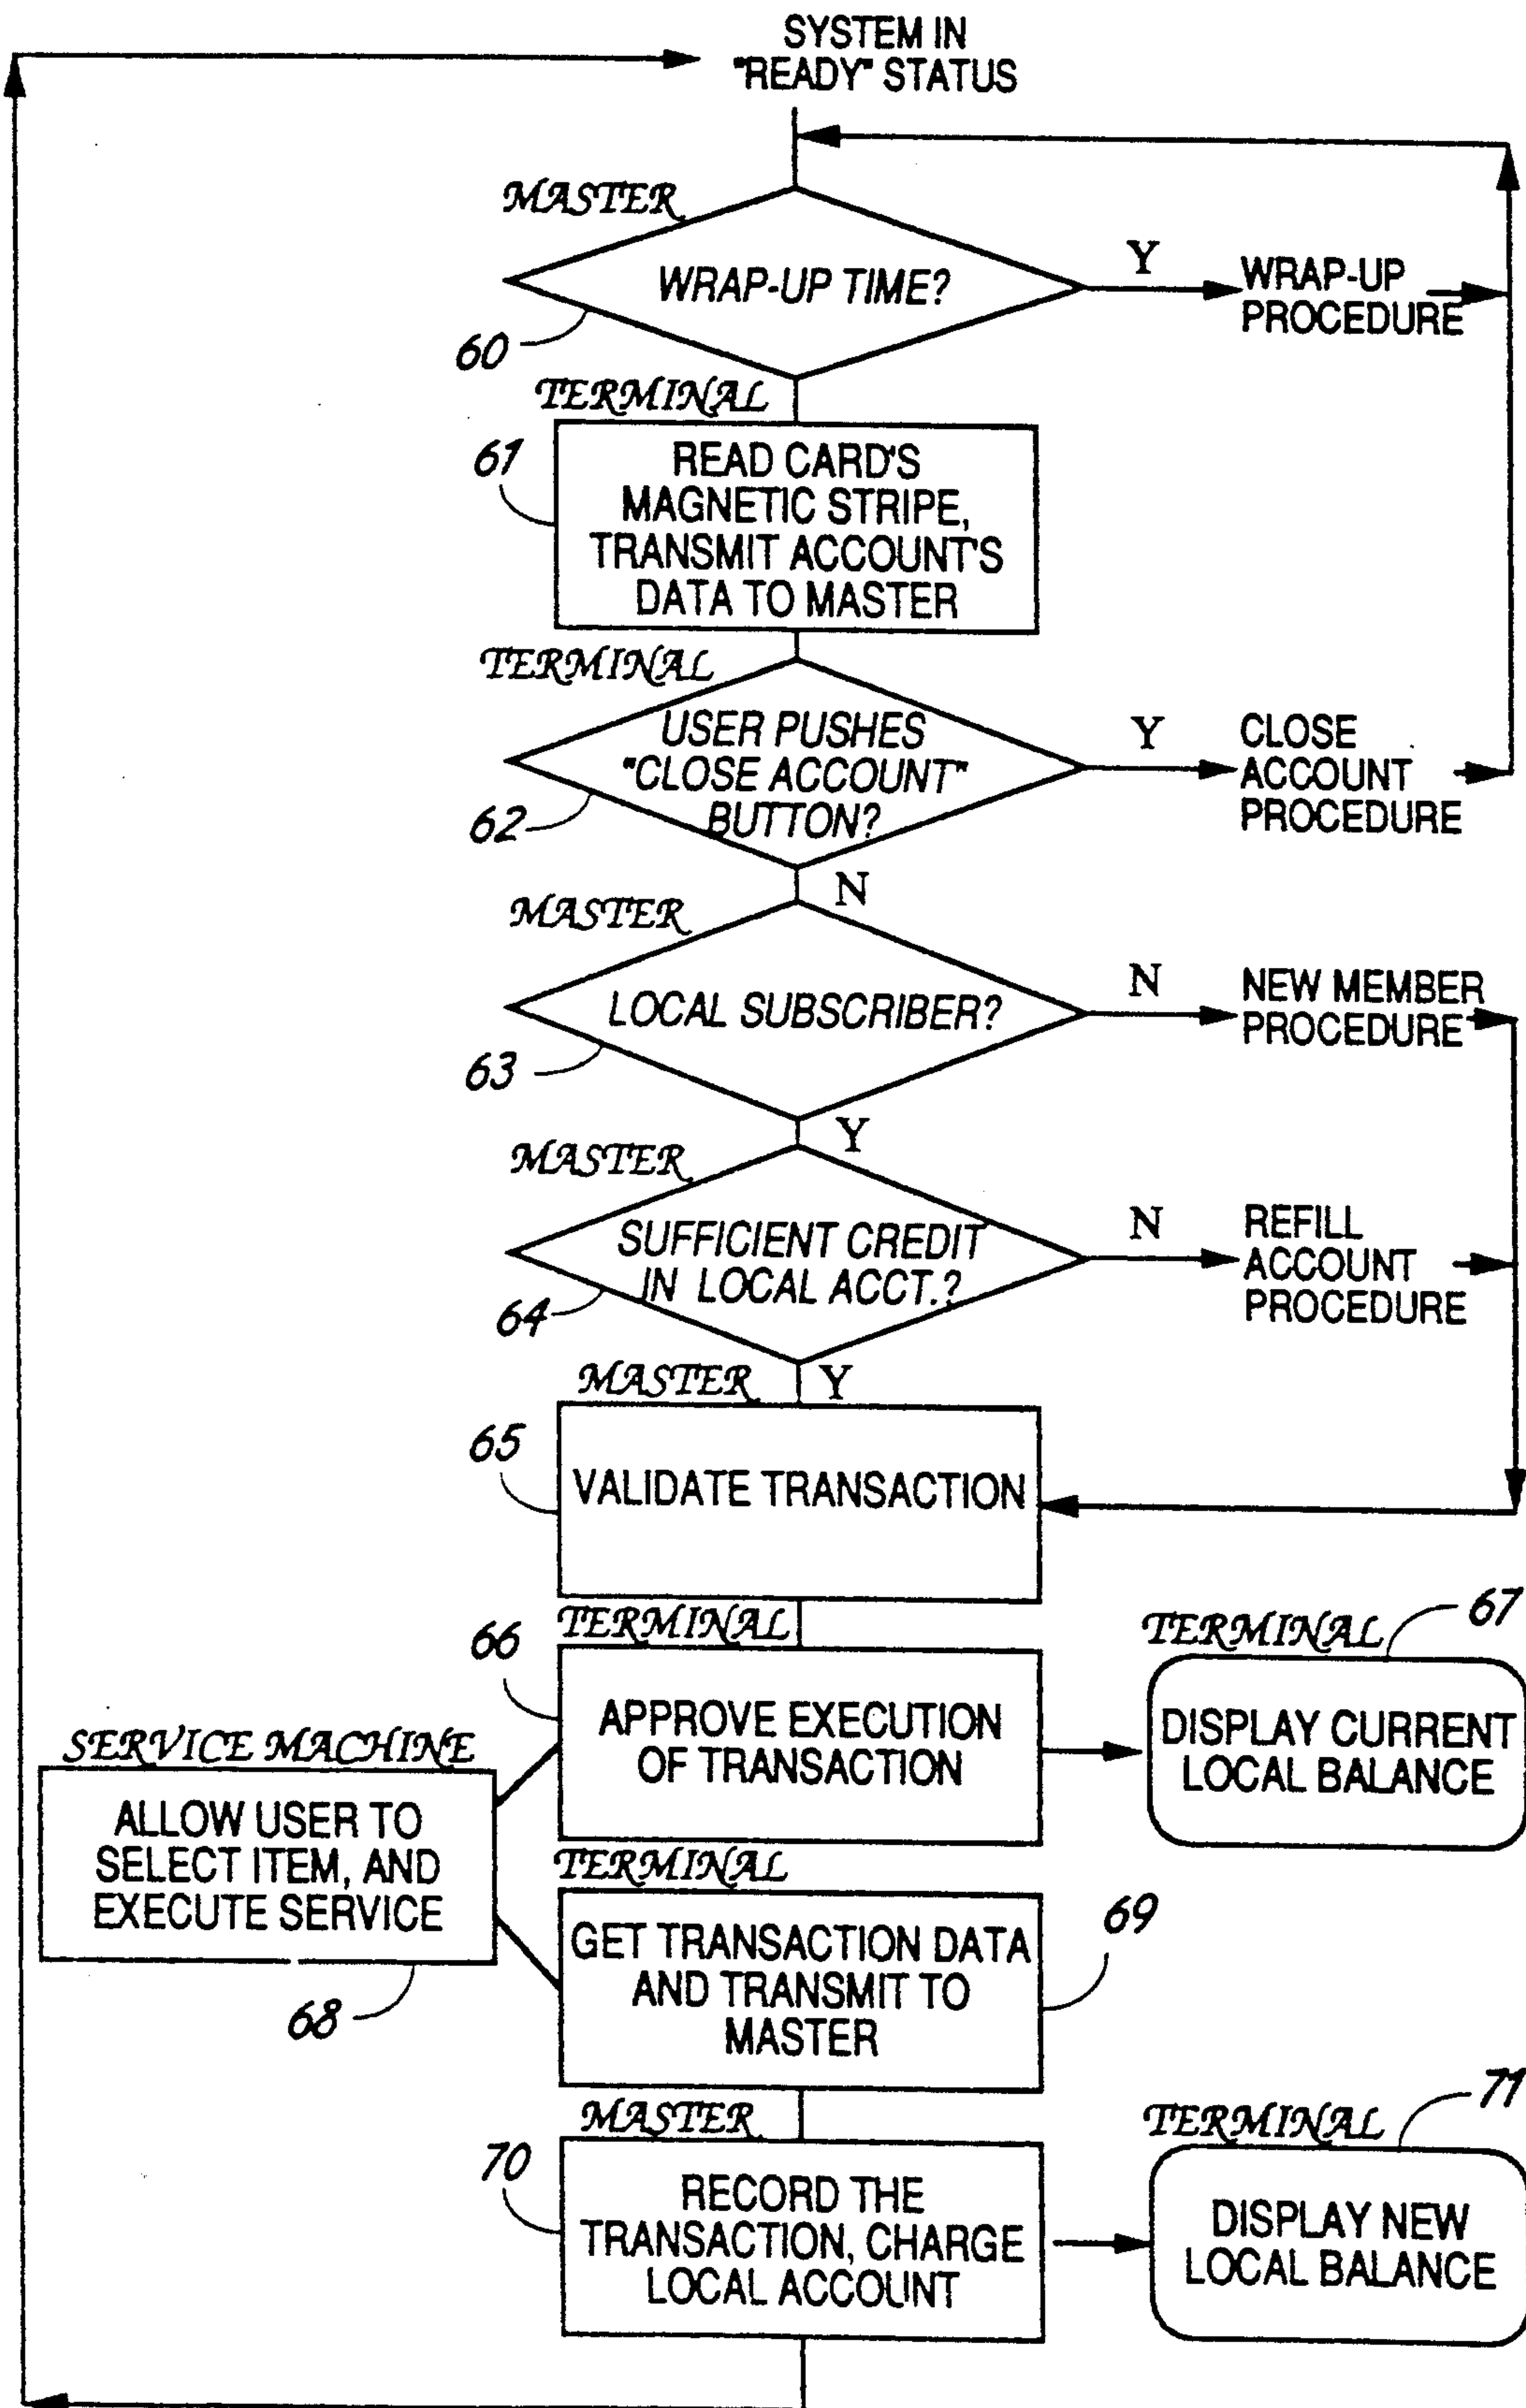 SYSTEM IN
"READY" STATUS
MASTER
WRAP-UP TIME?
Y
WRAP-UP
PROCEDURE
60
TERMINAL
61
READ CARD'S
MAGNETIC STRIPE,
TRANSMIT ACCOUNT'S
DATA TO MASTER
TERMINAL
USER PUSHES
"CLOSE ACCOUNT"
BUTTON?
Y
CLOSE
ACCOUNT
PROCEDURE
62
N
MASTER
LOCAL SUBSCRIBER?
N
NEW MEMBER
PROCEDURE
63
Y
MASTER
SUFFICIENT CREDIT
IN LOCAL ACCT.?
N
REFILL
ACCOUNT
PROCEDURE
64
MASTER
Y
65
VALIDATE TRANSACTION
TERMINAL
66
APPROVE EXECUTION
OF TRANSACTION
TERMINAL
67
DISPLAY CURRENT
LOCAL BALANCE
SERVICE MACHINE
ALLOW USER TO
SELECT ITEM, AND
EXECUTE SERVICE
68
TERMINAL
GET TRANSACTION DATA
AND TRANSMIT TO
MASTER
69
MASTER
70
RECORD THE
TRANSACTION, CHARGE
LOCAL ACCOUNT
TERMINAL
71
DISPLAY NEW
LOCAL BALANCE